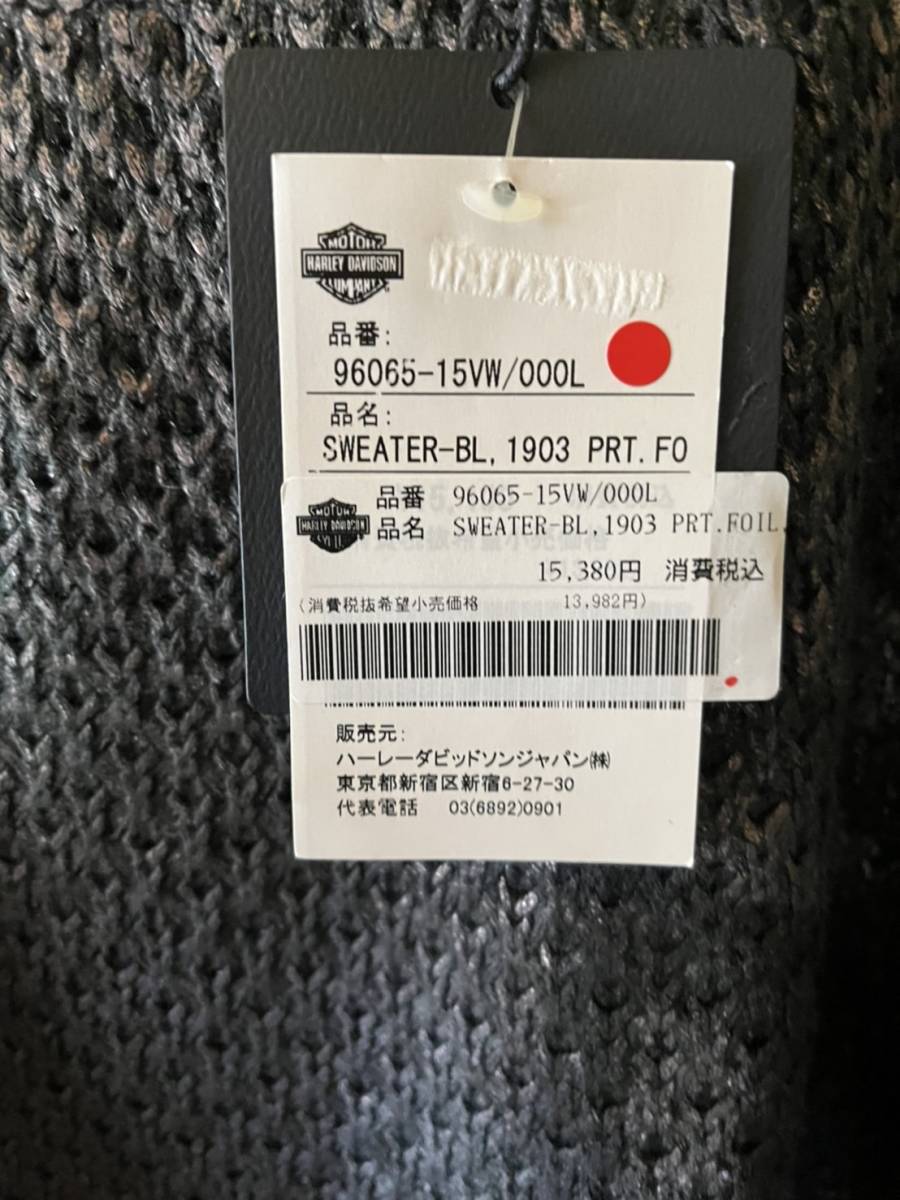 MOTOR
HARLEY-DAVIDSON
COMPANY
品番:
96065-15VW/000L
品名:
SWEATER-BL,1903 PRT.FO
MOTOR
HARLEY-DAVIDSON
品番 96065-15VW/000L
品名 SWEATER-BL,1903 PRT.FOIL,
15,380円 消費税込
(消費税抜希望小売価格 13,982円)
販売元:
ハーレーダビッドソンジャパン㈱
東京都新宿区新宿6-27-30
代表電話 03(6892)0901